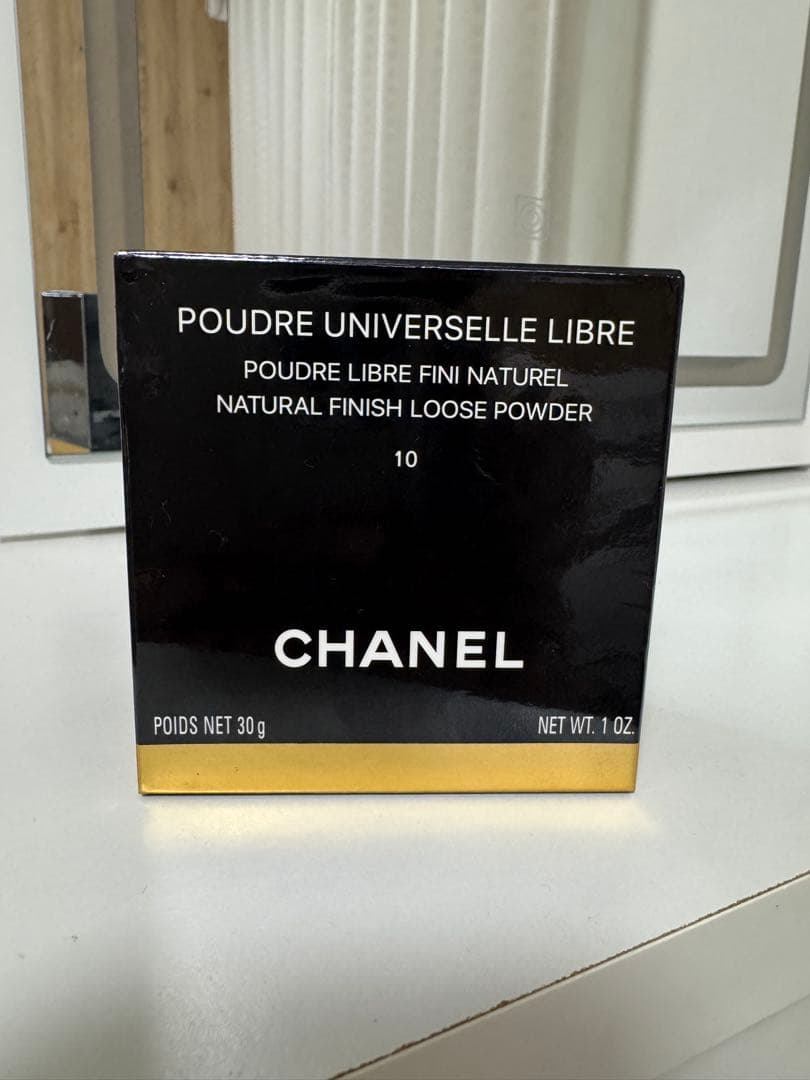 POUDRE UNIVERSELLE LIBRE
POUDRE LIBRE FINI NATUREL
NATURAL FINISH LOOSE POWDER
10
CHANEL
POIDS NET 30 g
NET WT. 1 OZ.